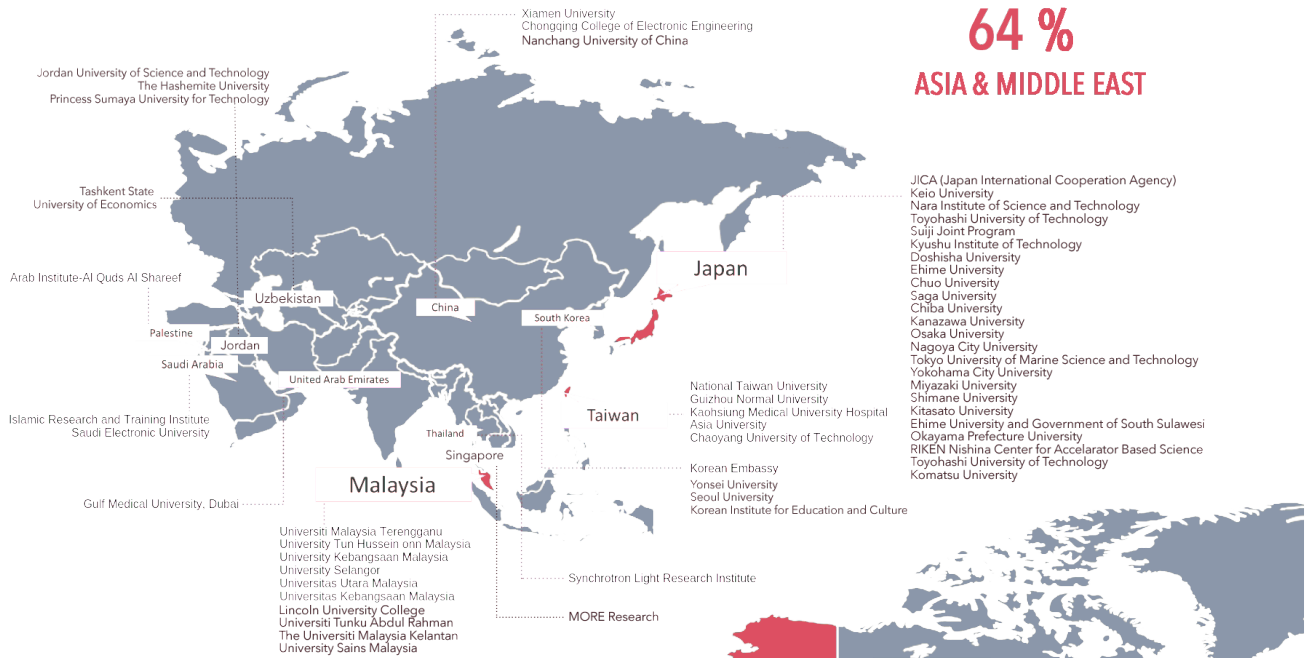 Xiamen University
Chongqing College of Electronic Engineering
Nanchang University of China
64 %
ASIA & MIDDLE EAST
Jordan University of Science and Technology
The Hashemite University
Princess Sumaya University for Technology
Tashkent State
University of Economics
Arab Institute-Al Quds Al Shareef
Palestine
Uzbekistan
Jordan
Saudi Arabia
United Arab Emirates
China
South Korea
Japan
JICA (Japan International Cooperation Agency)
Keio University
Nara Institute of Science and Technology
Toyohashi University of Technology
Suiji Joint Program
Kyushu Institute of Technology
Doshisha University
Ehime University
Chuo University
Saga University
Chiba University
Kanazawa University
Osaka University
Nagoya City University
Tokyo University of Marine Science and Technology
Yokohama City University
Miyazaki University
Shimane University
Kitasato University
Ehime University and Government of South Sulawesi
Okayama Prefecture University
RIKEN Nishina Center for Accelarator Based Science
Toyohashi University of Technology
Komatsu University
Islamic Research and Training Institute
Saudi Electronic University
Taiwan
National Taiwan University
Guizhou Normal University
Kaohsiung Medical University Hospital
Asia University
Chaoyang University of Technology
Thailand
Singapore
Korean Embassy
Yonsei University
Seoul University
Korean Institute for Education and Culture
Malaysia
Gulf Medical University, Dubai
Universiti Malaysia Terengganu
University Tun Hussein onn Malaysia
University Kebangsaan Malaysia
University Selangor
Universitas Utara Malaysia
Universitas Kebangsaan Malaysia
Lincoln University College
Universiti Tunku Abdul Rahman
The Universiti Malaysia Kelantan
University Sains Malaysia
Synchrotron Light Research Institute
MORE Research